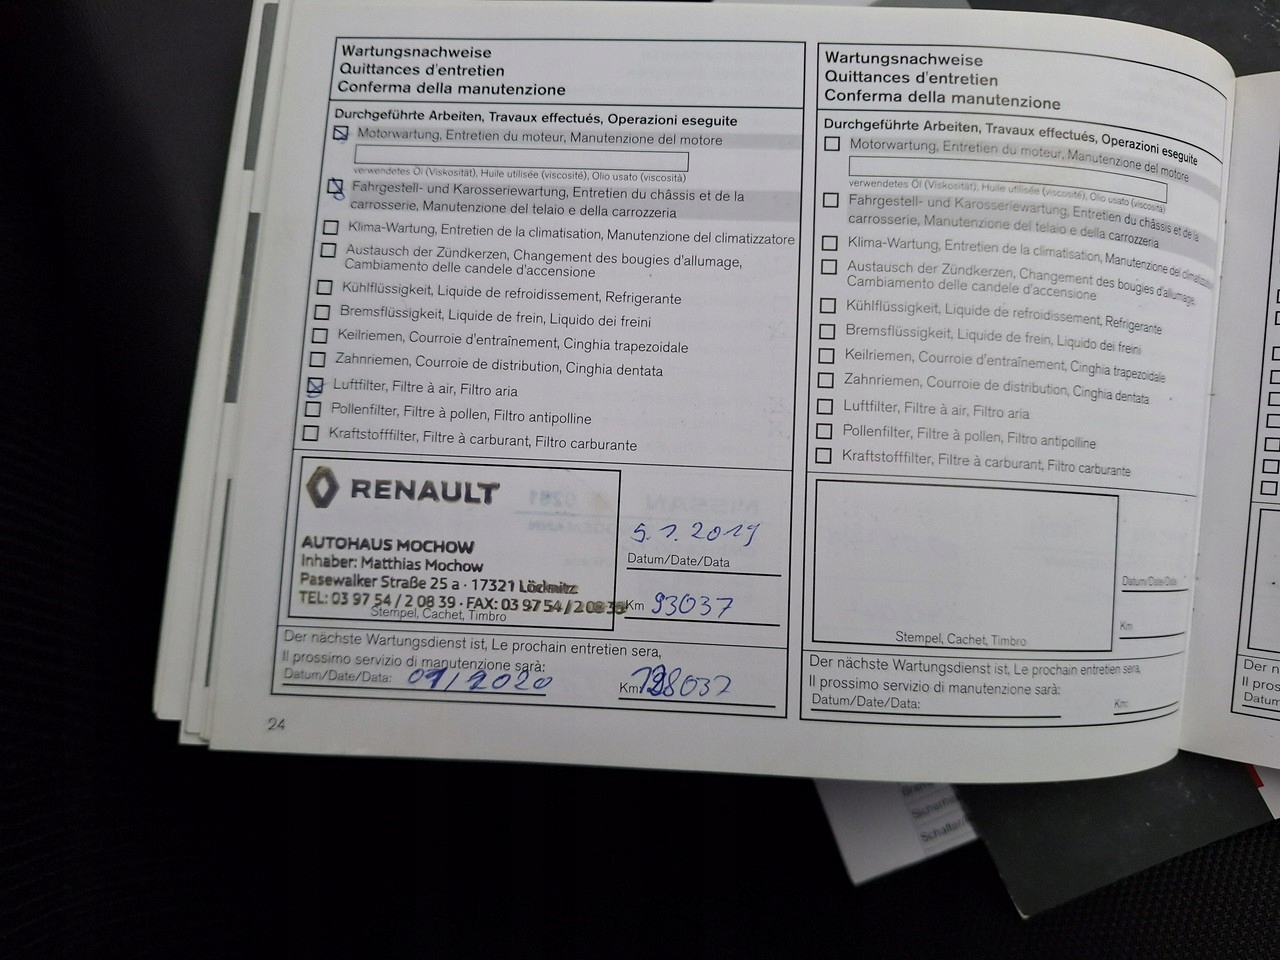 Wartungsnachweise
Quittances d'entretien
Conferma della manutenzione
Durchgeführte Arbeiten, Travaux effectués, Operazioni eseguite
Motorwartung, Entretien du moteur, Manutenzione del motore
verwendetes Öl (Viskosität), Huile utilisée (viscosité), Olio usato (viscosità)
Fahrgestell- und Karosseriewartung, Entretien du châssis et de la
carrosserie, Manutenzione del telaio e della carrozzeria
Klima-Wartung, Entretien de la climatisation, Manutenzione del climatizzatore
Austausch der Zündkerzen, Changement des bougies d'allumage,
Cambiamento delle candele d'accensione
Kühlflüssigkeit, Liquide de refroidissement, Refrigerante
Bremsflüssigkeit, Liquide de frein, Liquido dei freini
Keilriemen, Courroie d'entraînement, Cinghia trapezoidale
Zahnriemen, Courroie de distribution, Cinghia dentata
Luftfilter, Filtre à air, Filtro aria
Pollenfilter, Filtre à pollen, Filtro antipolline
Kraftstofffilter, Filtre à carburant, Filtro carburante
RENAULT
AUTOHAUS MOCHOW
Inhaber: Matthias Mochow
Pasewalker Straße 25 a · 17321 Löcknitz
TEL: 03 97 54 / 2 08 39 · FAX: 03 97 54 /
Stempel, Cachet, Timbro
5.1.2019
Datum/Date/Data
Km 93037
Der nächste Wartungsdienst ist, Le prochain entretien sera,
Il prossimo servizio di manutenzione sarà:
Datum/Date/Data: 01/2020
Km: 128037
24
Wartungsnachweise
Quittances d'entretien
Conferma della manutenzione
Durchgeführte Arbeiten, Travaux effectués, Operazioni eseguite
Motorwartung, Entretien du moteur, Manutenzione del motore
verwendetes Öl (Viskosität), Huile utilisée (viscosité), Olio usato (viscosità)
Fahrgestell- und Karosseriewartung, Entretien du châssis et de la
carrosserie, Manutenzione del telaio e della carrozzeria
Klima-Wartung, Entretien de la climatisation, Manutenzione del
Austausch der Zündkerzen, Changement des bougies d'allumage,
Cambiamento delle candele d'accensione
Kühlflüssigkeit, Liquide de refroidissement, Refrigerante
Bremsflüssigkeit, Liquide de frein, Liquido dei freini
Keilriemen, Courroie d'entraînement, Cinghia trapezoidale
Zahnriemen, Courroie de distribution, Cinghia dentata
Luftfilter, Filtre à air, Filtro aria
Pollenfilter, Filtre à pollen, Filtro antipolline
Kraftstofffilter, Filtre à carburant, Filtro carburante
Stempel, Cachet, Timbro
Datum/Date/Data
Km
Der nächste Wartungsdienst ist, Le prochain entretien sera,
Il prossimo servizio di manutenzione sarà:
Datum/Date/Data:
Km: